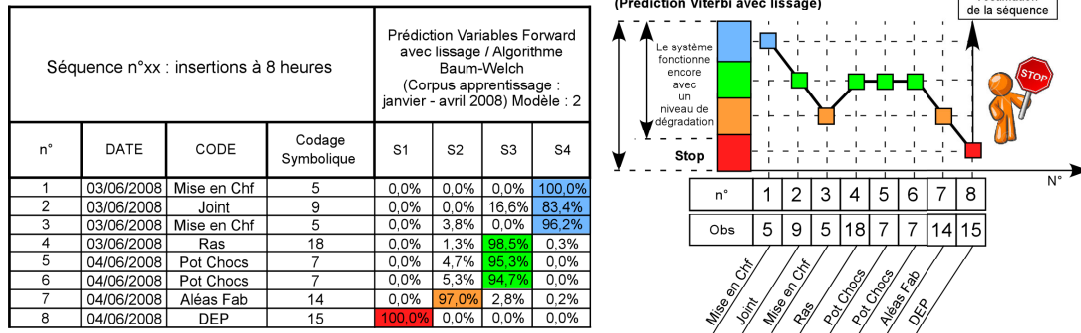 Séquence n°xx : insertions à 8 heures
Prédiction Variables Forward
avec lissage / Algorithme
Baum-Welch
(Corpus apprentissage :
janvier - avril 2008) Modèle : 2
n° DATE CODE Codage Symbolique S1 S2 S3 S4
1 03/06/2008 Mise en Chf 5 0,0% 0,0% 0,0% 100,0%
2 03/06/2008 Joint 9 0,0% 0,0% 16,6% 83,4%
3 03/06/2008 Mise en Chf 5 0,0% 3,8% 0,0% 96,2%
4 03/06/2008 Ras 18 0,0% 1,3% 98,5% 0,3%
5 04/06/2008 Pot Chocs 7 0,0% 4,7% 95,3% 0,0%
6 04/06/2008 Pot Chocs 7 0,0% 5,3% 94,7% 0,0%
7 04/06/2008 Aléas Fab 14 0,0% 97,0% 2,8% 0,2%
8 04/06/2008 DEP 15 100,0% 0,0% 0,0% 0,0%
(Prédiction Viterbi avec lissage)
de la séquence
Le système
fonctionne
encore
avec
un
niveau de
dégradation
Stop
STOP
N°
n° 1 2 3 4 5 6 7 8
Obs 5 9 5 18 7 7 14 15
Mise en Chf
Joint
Mise en Chf
Ras
Pot Chocs
Pot Chocs
Aléas Fab
DEP